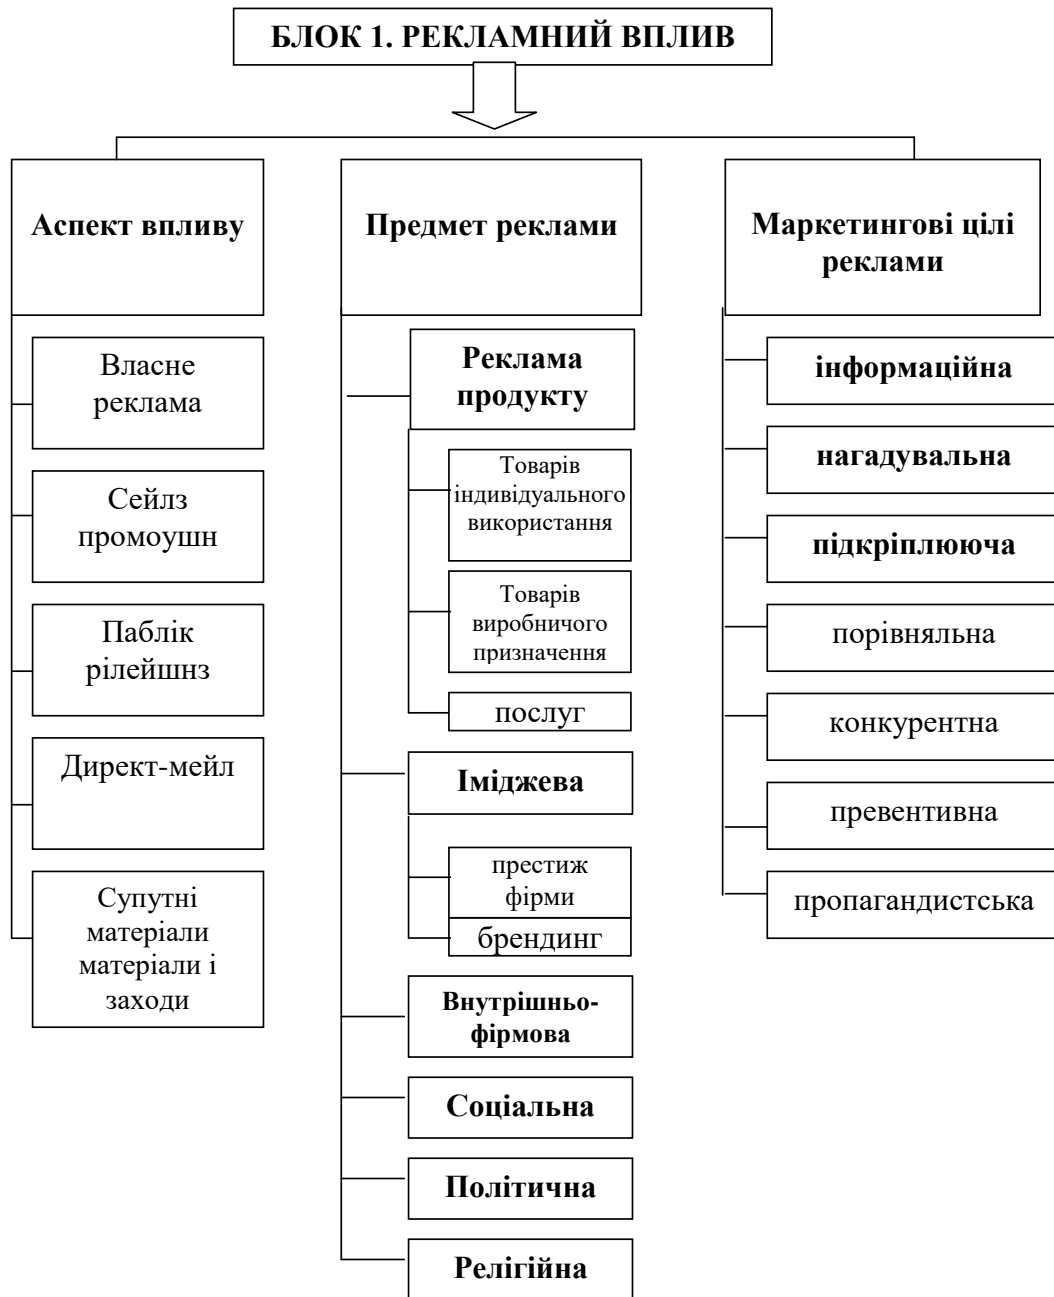 БЛОК 1. РЕКЛАМНИЙ ВПЛИВ
Аспект впливу
Власне
реклама
Сейлз
промоушн
Паблік
рілейшнз
Директ-мейл
Супутні
матеріали
матеріали і
заходи
Предмет реклами
Реклама
продукту
Товарів
індивідуального
використання
Товарів
виробничого
призначення
послуг
Іміджева
престиж
фірми
брендинг
Внутрішньо-
фірмова
Соціальна
Політична
Релігійна
Маркетингові цілі
реклами
інформаційна
нагадувальна
підкріплююча
порівняльна
конкурентна
превентивна
пропагандистська